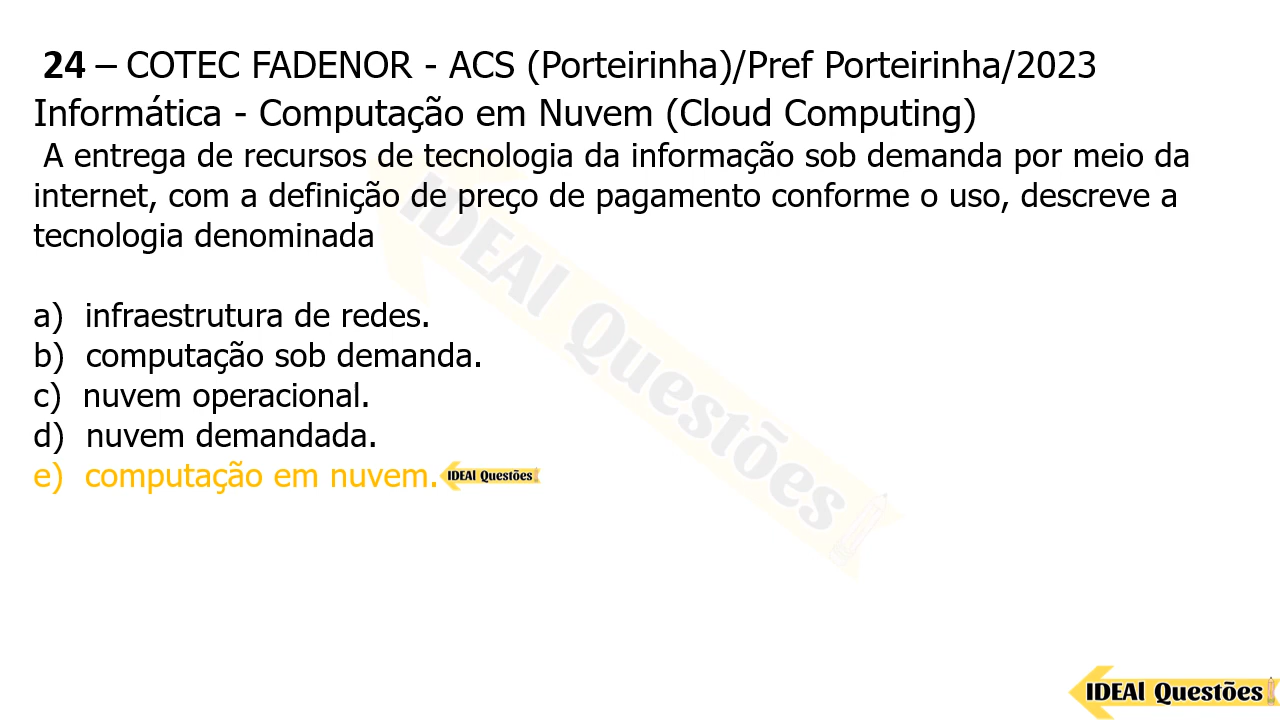 24 – COTEC FADENOR - ACS (Porteirinha)/Pref Porteirinha/2023
Informática - Computação em Nuvem (Cloud Computing)
A entrega de recursos de tecnologia da informação sob demanda por meio da
internet, com a definição de preço de pagamento conforme o uso, descreve a
tecnologia denominada
a) infraestrutura de redes.
b) computação sob demanda.
c) nuvem operacional.
d) nuvem demandada.
e) computação em nuvem. IDEAl Questões
IDEAl Questões
IDEAl Questões